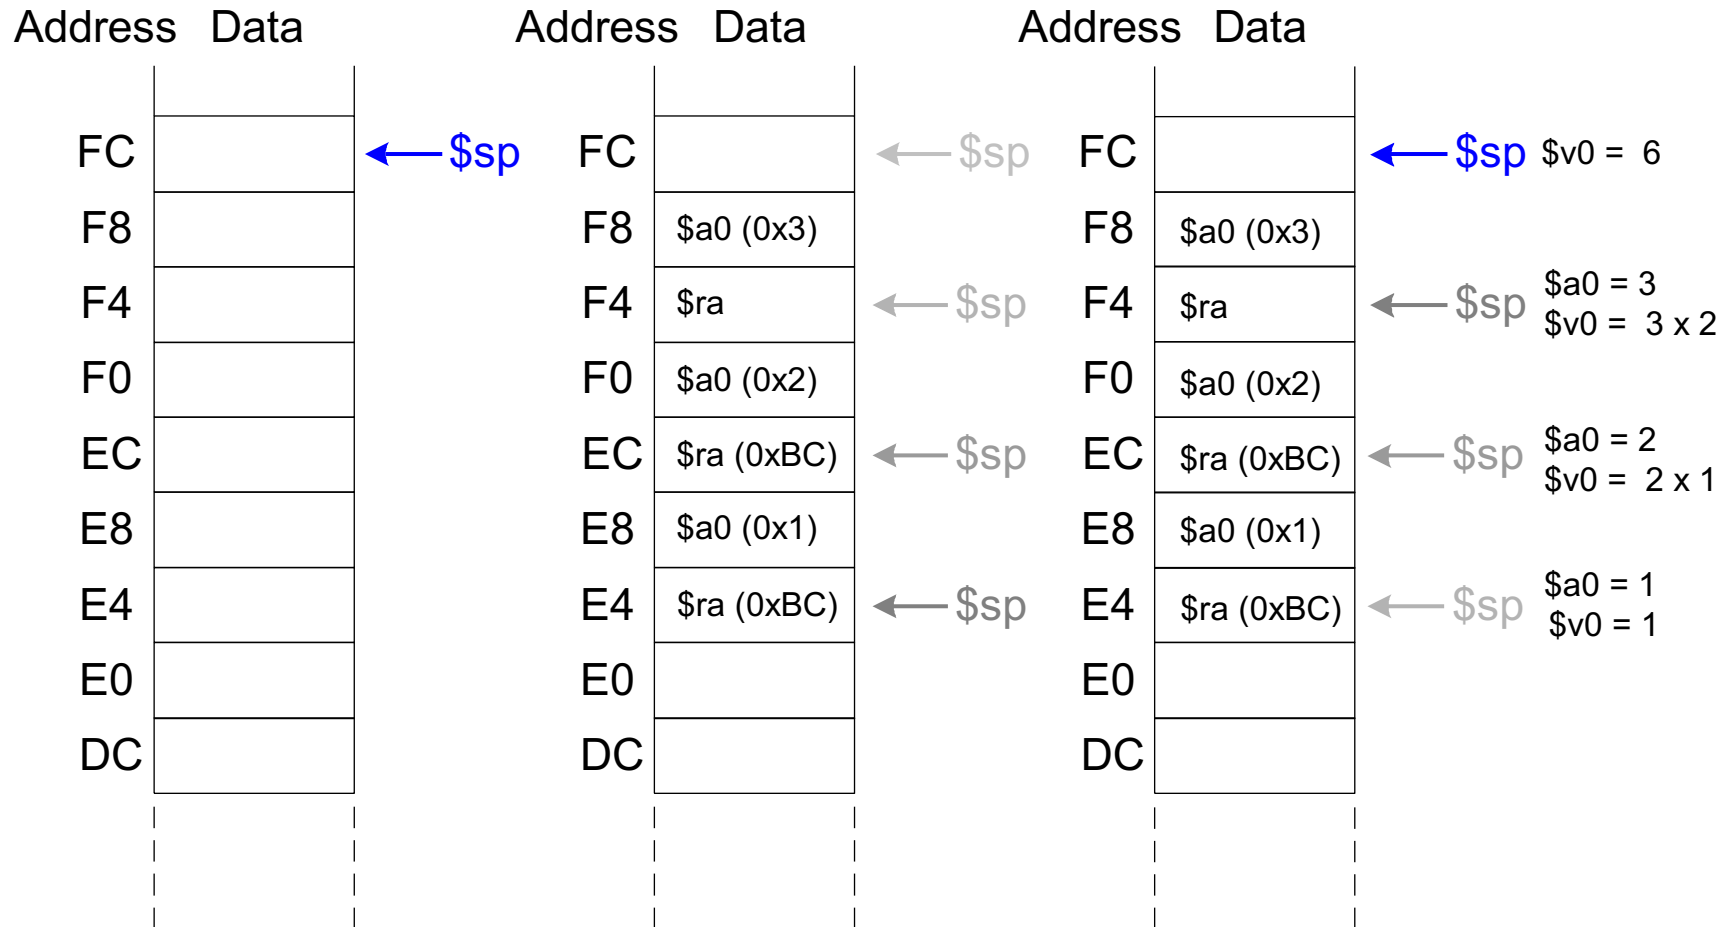 Address Data Address Data Address Data
FC $sp FC $sp FC $sp $v0 = 6
F8 F8 $a0 (0x3) F8 $a0 (0x3)
F4 F4 $ra $sp F4 $ra $sp $a0 = 3
$v0 = 3 x 2
F0 F0 $a0 (0x2) F0 $a0 (0x2)
EC EC $ra (0xBC) $sp EC $ra (0xBC) $sp $a0 = 2
$v0 = 2 x 1
E8 E8 $a0 (0x1) E8 $a0 (0x1)
E4 E4 $ra (0xBC) $sp E4 $ra (0xBC) $sp $a0 = 1
$v0 = 1
E0 E0 E0
DC DC DC